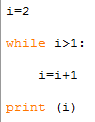 i=2
while i>1:
    i=i+1
print (i)